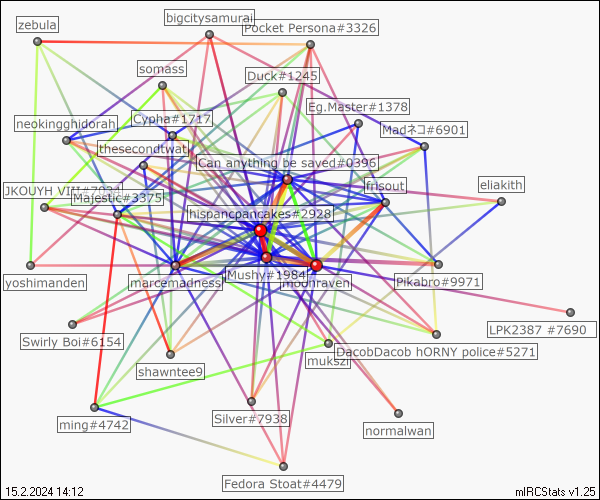 zebula
bigcitysamurai
Pocket Persona#3326
somass
Duck#1245
Eg.Master#1378
neokingghidorah
Cypha#1717
Madネコ#6901
thesecondtwat
Can anything be saved#0396
JKOUYH VIII#7934
Majestic#3375
frisout
eliakith
hispancpancakes#2928
yoshimanden
marcemadness
Mushy#1984
moonraven
Pikabro#9971
Swirly Boi#6154
LPK2387 #7690
shawntee9
mukszi
DacobDacob hORNY police#5271
ming#4742
Silver#7938
normalwan
Fedora Stoat#4479
15.2.2024 14:12
mIRCStats v1.25